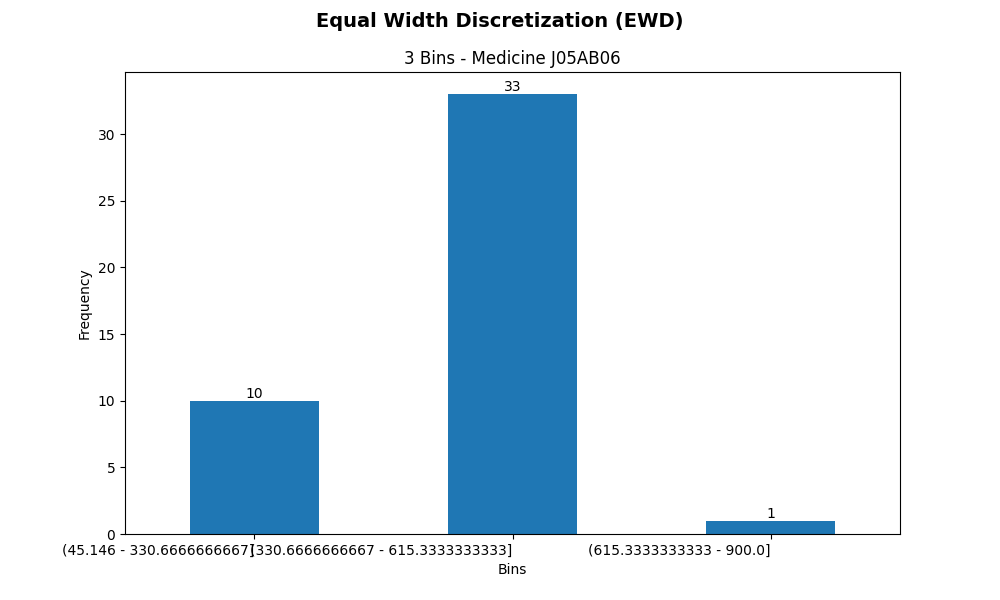 Equal Width Discretization (EWD)
3 Bins - Medicine J05AB06
33
30
25
20
15
10
10
5
1
0
Frequency
(45.146 - 330.6666666667]
(330.6666666667 - 615.3333333333]
(615.3333333333 - 900.0]
Bins